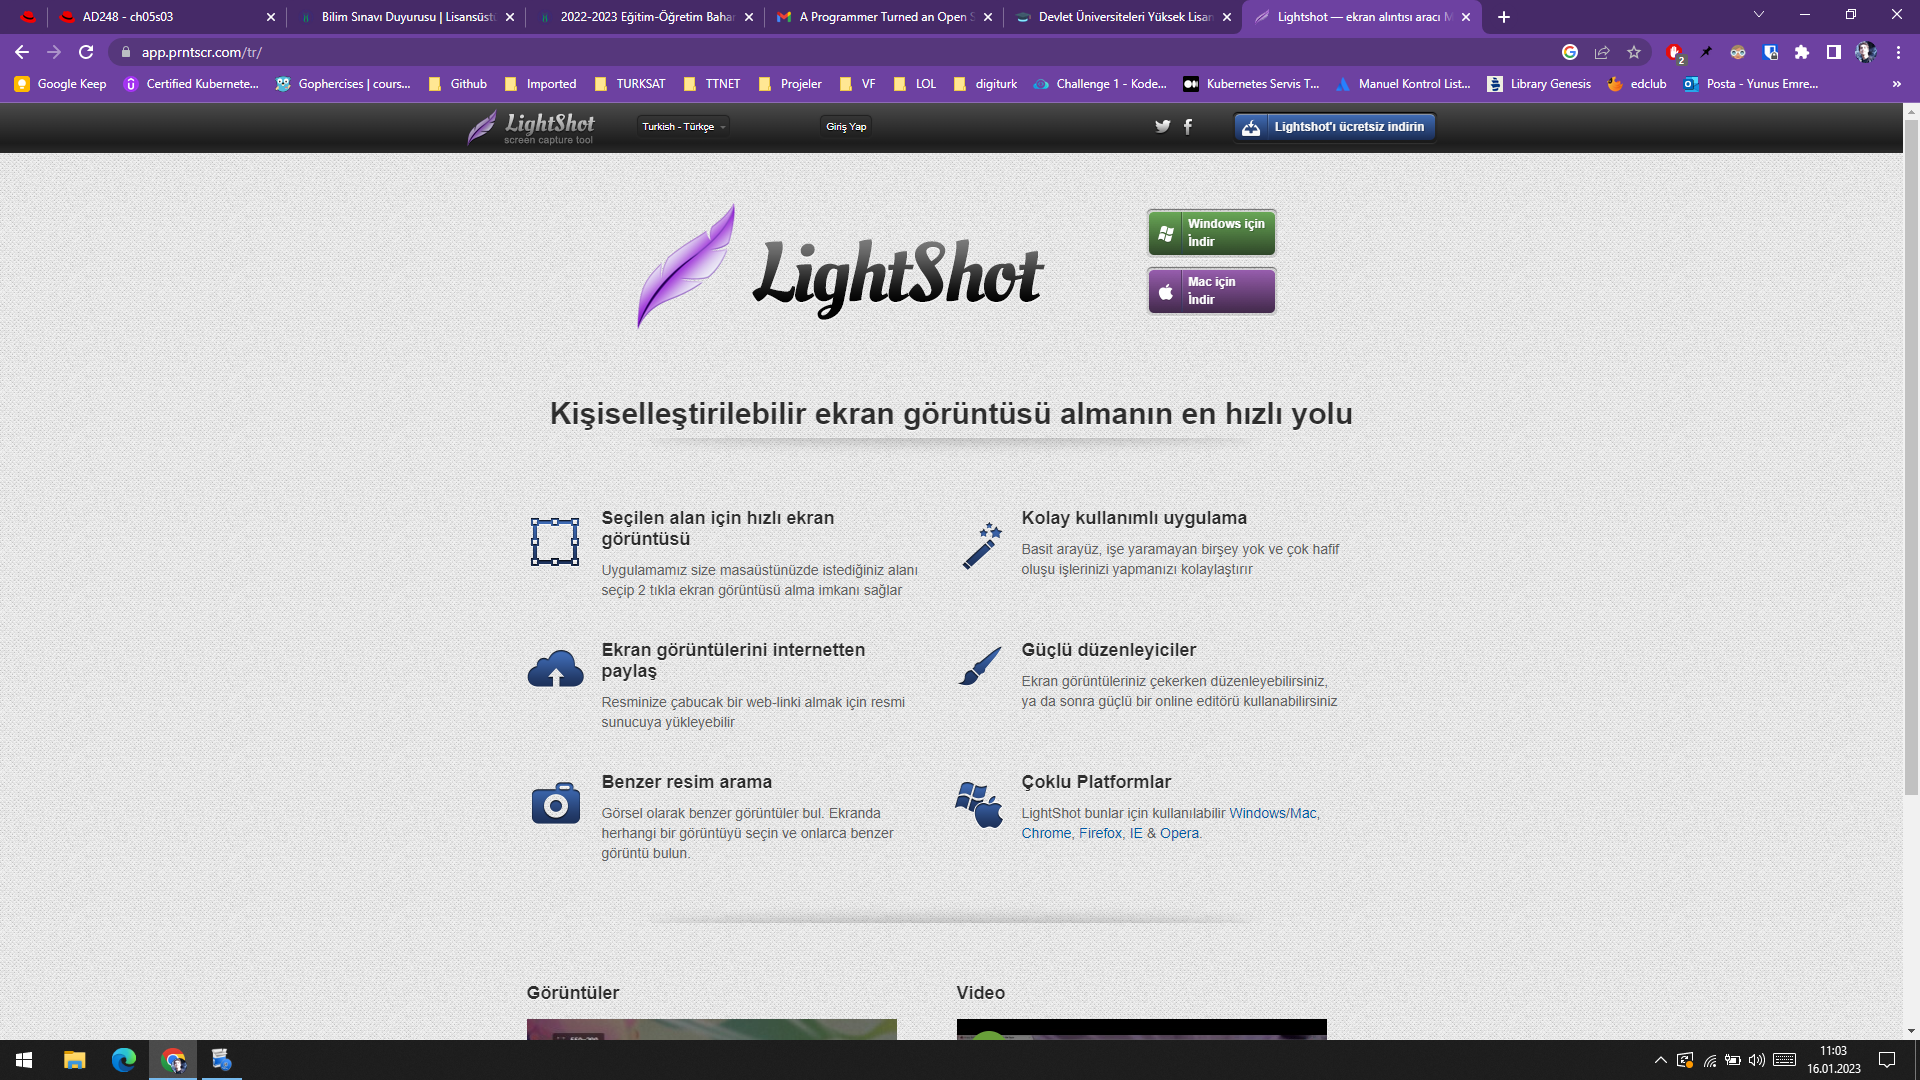 AD248 - ch05s03
Bilim Sınavı Duyurusu | Lisansüst
2022-2023 Eğitim-Öğretim Bahar
A Programmer Turned an Open S
Devlet Üniversiteleri Yüksek Lisan
Lightshot — ekran alıntısı aracı M
app.prntscr.com/tr/
2
Google Keep
Certified Kubernete...
Gophercises | cours...
Github
Imported
TURKSAT
TTNET
Projeler
VF
LOL
digiturk
Challenge 1 - Kode...
Kubernetes Servis T...
Manuel Kontrol List...
Library Genesis
edclub
Posta - Yunus Emre...
»
LightShot
screen capture tool
Turkish - Türkçe
Giriş Yap
Lightshot'ı ücretsiz indirin
LightShot
Windows için
İndir
Mac için
İndir
Kişiselleştirilebilir ekran görüntüsü almanın en hızlı yolu
Seçilen alan için hızlı ekran
görüntüsü
Uygulamamız size masaüstünüzde istediğiniz alanı
seçip 2 tıkla ekran görüntüsü alma imkanı sağlar
Kolay kullanımlı uygulama
Basit arayüz, işe yaramayan birşey yok ve çok hafif
oluşu işlerinizi yapmanızı kolaylaştırır
Ekran görüntülerini internetten
paylaş
Resminize çabucak bir web-linki almak için resmi
sunucuya yükleyebilir
Güçlü düzenleyiciler
Ekran görüntüleriniz çekerken düzenleyebilirsiniz,
ya da sonra güçlü bir online editörü kullanabilirsiniz
Benzer resim arama
Görsel olarak benzer görüntüler bul. Ekranda
herhangi bir görüntüyü seçin ve onlarca benzer
görüntü bulun.
Çoklu Platformlar
LightShot bunlar için kullanılabilir Windows/Mac,
Chrome, Firefox, IE & Opera.
Görüntüler
Video
11:03
16.01.2023